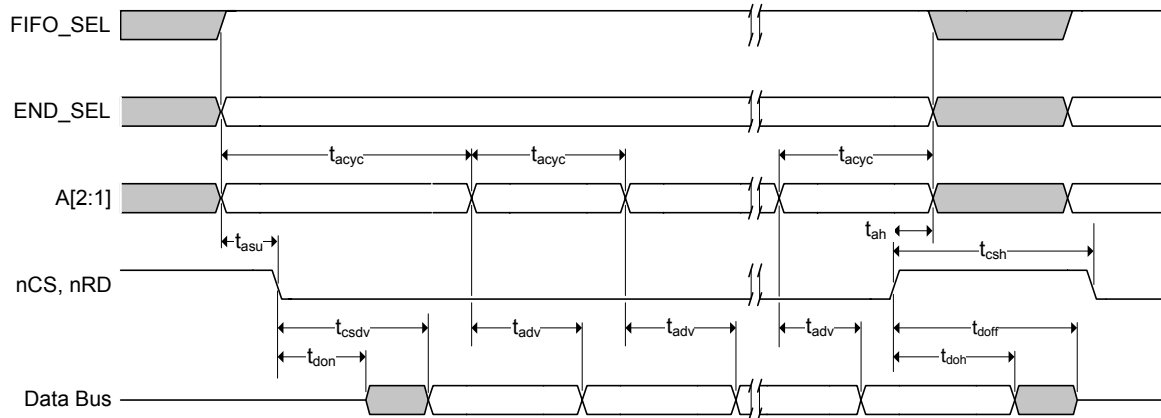 FIFO_SEL
END_SEL
tacyc tacyc tacyc
A[2:1]
tasu tah tcsh
nCS, nRD
tcsdv tadv tadv tadv tdoff
tdon tdoh
Data Bus